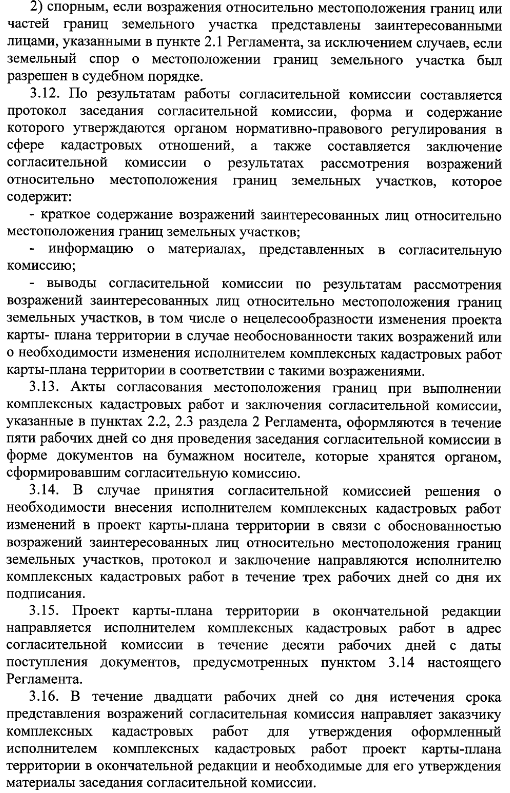 2) спорным, если возражения относительно местоположения границ или
частей границ земельного участка представлены заинтересованными
лицами, указанными в пункте 2.1 Регламента, за исключением случаев, если
земельный спор о местоположении границ земельного участка был
разрешен в судебном порядке.
3.12. По результатам работы согласительной комиссии составляется
протокол заседания согласительной комиссии, форма и содержание
которого утверждаются органом нормативно-правового регулирования в
сфере кадастровых отношений, а также составляется заключение
согласительной комиссии о результатах рассмотрения возражений
относительно местоположения границ земельных участков, которое
содержит:
- краткое содержание возражений заинтересованных лиц относительно
местоположения границ земельных участков;
- информацию о материалах, представленных в согласительную
комиссию;
- выводы согласительной комиссии по результатам рассмотрения
возражений заинтересованных лиц относительно местоположения границ
земельных участков, в том числе о нецелесообразности изменения проекта
карты- плана территории в случае необоснованности таких возражений или
о необходимости изменения исполнителем комплексных кадастровых работ
карты-плана территории в соответствии с такими возражениями.
3.13. Акты согласования местоположения границ при выполнении
комплексных кадастровых работ и заключения согласительной комиссии,
указанные в пунктах 2.2, 2.3 раздела 2 Регламента, оформляются в течение
пяти рабочих дней со дня проведения заседания согласительной комиссии в
форме документов на бумажном носителе, которые хранятся органом,
сформировавшим согласительную комиссию.
3.14. В случае принятия согласительной комиссией решения о
необходимости внесения исполнителем комплексных кадастровых работ
изменений в проект карты-плана территории в связи с обоснованностью
возражений заинтересованных лиц относительно местоположения границ
земельных участков, протокол и заключение направляются исполнителю
комплексных кадастровых работ в течение трех рабочих дней со дня их
подписания.
3.15. Проект карты-плана территории в окончательной редакции
направляется исполнителем комплексных кадастровых работ в адрес
согласительной комиссии в течение десяти рабочих дней с даты
поступления документов, предусмотренных пунктом 3.14 настоящего
Регламента.
3.16. В течение двадцати рабочих дней со дня истечения срока
представления возражений согласительная комиссия направляет заказчику
комплексных кадастровых работ для утверждения оформленный
исполнителем комплексных кадастровых работ проект карты-плана
территории в окончательной редакции и необходимые для его утверждения
материалы заседания согласительной комиссии.